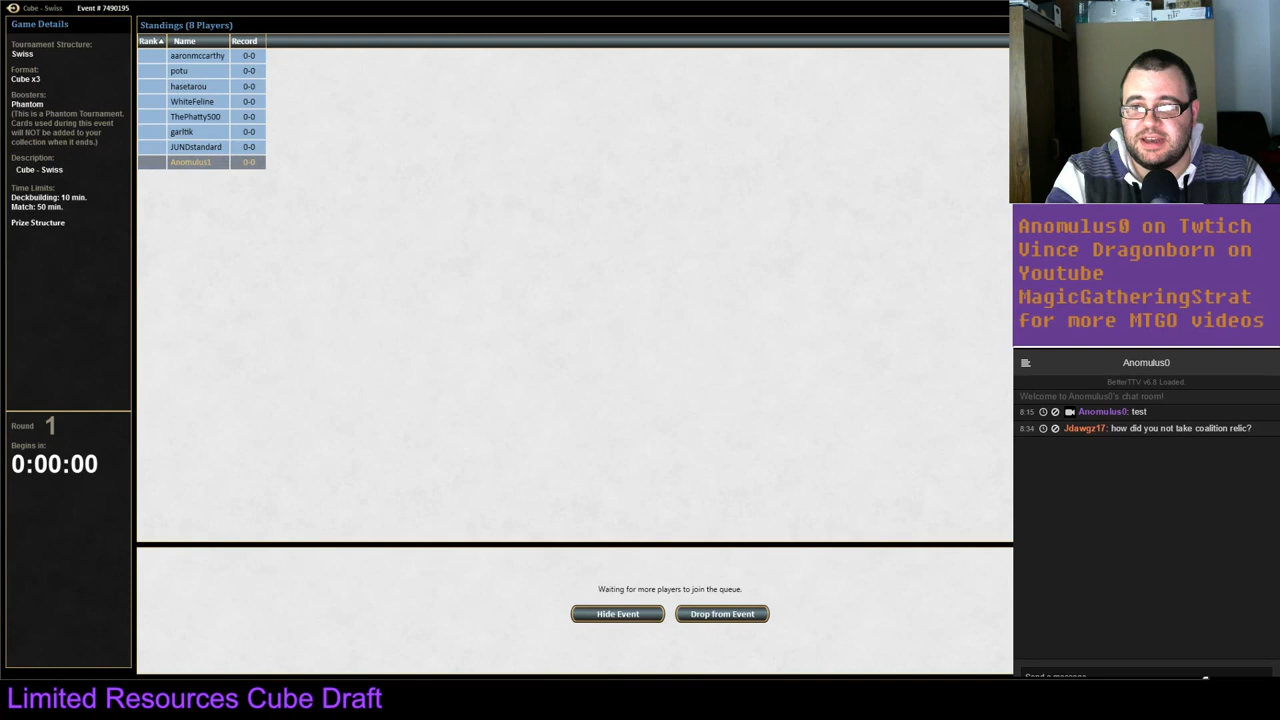 Cube - Swiss Event # 7490195
Game Details
Tournament Structure:
Swiss
Format:
Cube x3
Boosters:
Phantom
(This is a Phantom Tournament.
Cards used during this event
will NOT be added to your
collection when it ends.)
Description:
Cube - Swiss
Time Limits:
Deckbuilding: 10 min.
Match: 50 min.
Prize Structure
Round 1
Begins in:
0:00:00
Standings (8 Players)
Rank Name Record
aaronmccarthy 0-0
potu 0-0
hasetarou 0-0
WhiteFeline 0-0
ThePhatty500 0-0
garltik 0-0
JUNDstandard 0-0
Anomulus1 0-0
Waiting for more players to join the queue.
Hide Event Drop from Event
Anomulus0 on Twtich
Vince Dragonborn on
Youtube
MagicGatheringStrat
for more MTGO videos
Anomulus0
BetterTTV v6.8 Loaded.
Welcome to Anomulus0's chat room!
8:15 Anomulus0: test
8:34 Jdawgz17: how did you not take coalition relic?
Send a message
Limited Resources Cube Draft